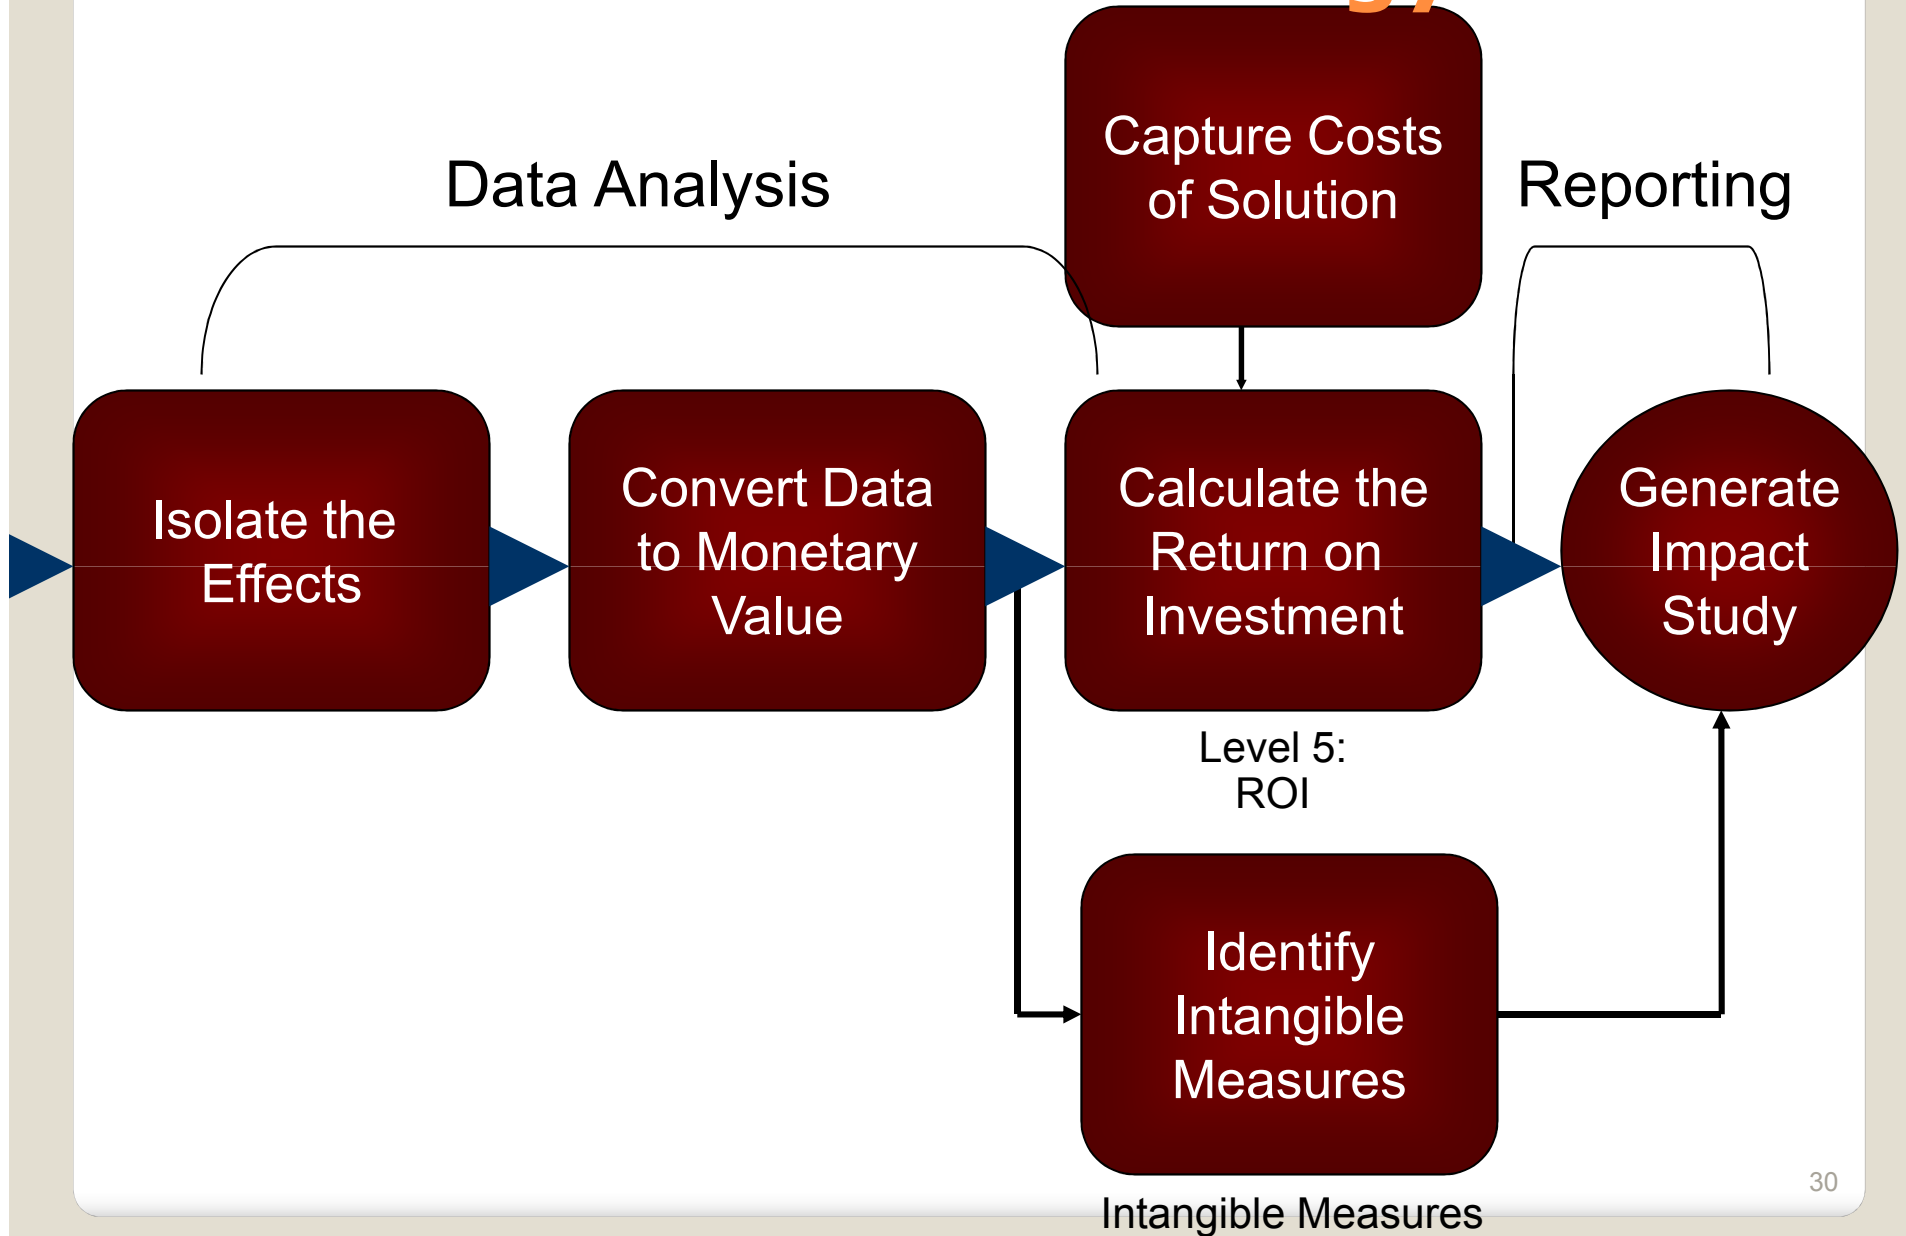 Capture Costs
of Solution
Data Analysis
Reporting
Isolate the
Effects
Convert Data
to Monetary
Value
Calculate the
Return on
Investment
Generate
Impact
Study
Level 5:
ROI
Identify
Intangible
Measures
30
Intangible Measures